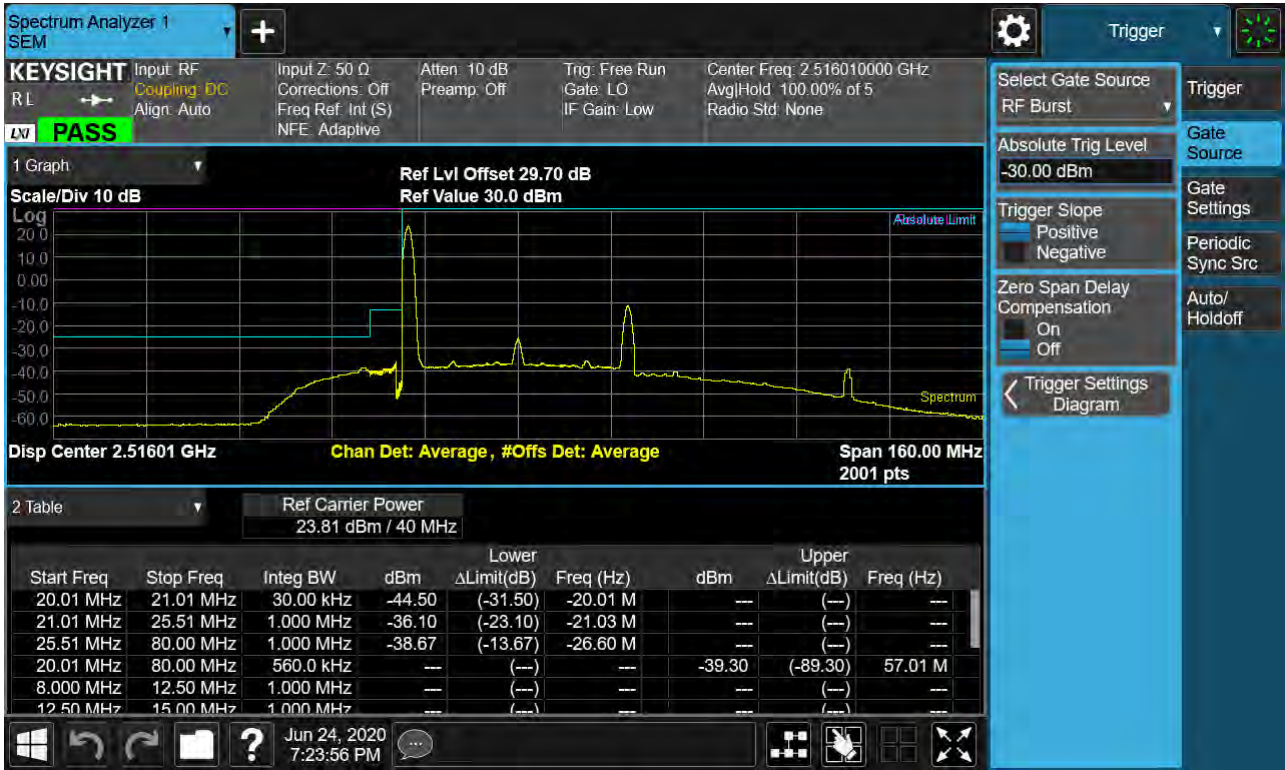 Spectrum Analyzer 1
SEM
Trigger
KEYSIGHT
RL
LXI
PASS
Input: RF
Coupling: DC
Align: Auto
Input Z: 50 Ω
Corrections: Off
Freq Ref: Int (S)
NFE: Adaptive
Atten: 10 dB
Preamp: Off
Trig: Free Run
Gate: LO
IF Gain: Low
Center Freq: 2.516010000 GHz
Avg|Hold: 100.00% of 5
Radio Std: None
1 Graph
Scale/Div 10 dB
Ref Lvl Offset 29.70 dB
Ref Value 30.0 dBm
Log
20.0
10.0
0.00
-10.0
-20.0
-30.0
-40.0
-50.0
-60.0
Limit
Spectrum
Disp Center 2.51601 GHz
Chan Det: Average , #Offs Det: Average
Span 160.00 MHz
2001 pts
2 Table
Ref Carrier Power
23.81 dBm / 40 MHz
Lower Upper
Start Freq Stop Freq Integ BW dBm ΔLimit(dB) Freq (Hz) dBm ΔLimit(dB) Freq (Hz)
20.01 MHz 21.01 MHz 30.00 kHz -44.50 (-31.50) -20.01 M --- (---) ---
21.01 MHz 25.51 MHz 1.000 MHz -36.10 (-23.10) -21.03 M --- (---) ---
25.51 MHz 80.00 MHz 1.000 MHz -38.67 (-13.67) -26.60 M --- (---) ---
20.01 MHz 80.00 MHz 560.0 kHz --- (---) --- -39.30 (-89.30) 57.01 M
8.000 MHz 12.50 MHz 1.000 MHz --- (---) --- --- (---) ---
12.50 MHz 15.00 MHz 1.000 MHz --- (---) --- --- (---) ---
Jun 24, 2020
7:23:56 PM
Select Gate Source
RF Burst
Absolute Trig Level
-30.00 dBm
Trigger Slope
Positive
Negative
Zero Span Delay
Compensation
On
Off
Trigger Settings
Diagram
Trigger
Gate
Source
Gate
Settings
Periodic
Sync Src
Auto/
Holdoff